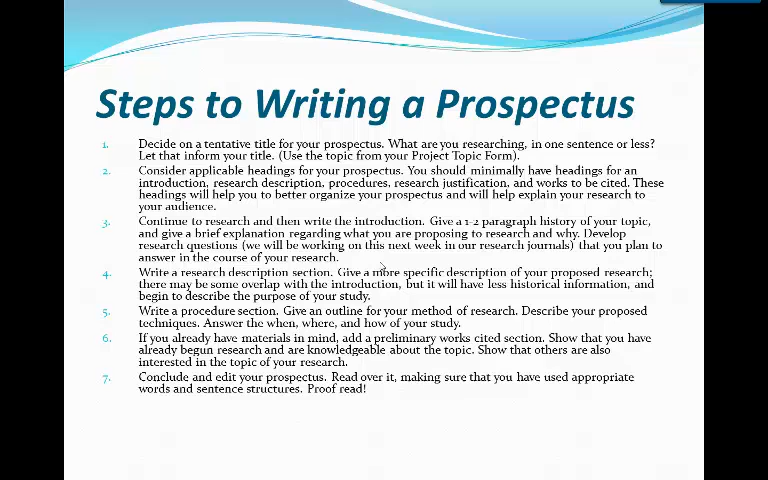 Steps to Writing a Prospectus
1. Decide on a tentative title for your prospectus. What are you researching, in one sentence or less?
Let that inform your title. (Use the topic from your Project Topic Form).
2. Consider applicable headings for your prospectus. You should minimally have headings for an
introduction, research description, procedures, research justification, and works to be cited. These
headings will help you to better organize your prospectus and will help explain your research to
your audience.
3. Continue to research and then write the introduction. Give a 1-2 paragraph history of your topic,
and give a brief explanation regarding what you are proposing to research and why. Develop
research questions (we will be working on this next week in our research journals) that you plan to
answer in the course of your research.
4. Write a research description section. Give a more specific description of your proposed research;
there may be some overlap with the introduction, but it will have less historical information, and
begin to describe the purpose of your study.
5. Write a procedure section. Give an outline for your method of research. Describe your proposed
techniques. Answer the when, where, and how of your study.
6. If you already have materials in mind, add a preliminary works cited section. Show that you have
already begun research and are knowledgeable about the topic. Show that others are also
interested in the topic of your research.
7. Conclude and edit your prospectus. Read over it, making sure that you have used appropriate
words and sentence structures. Proof read!